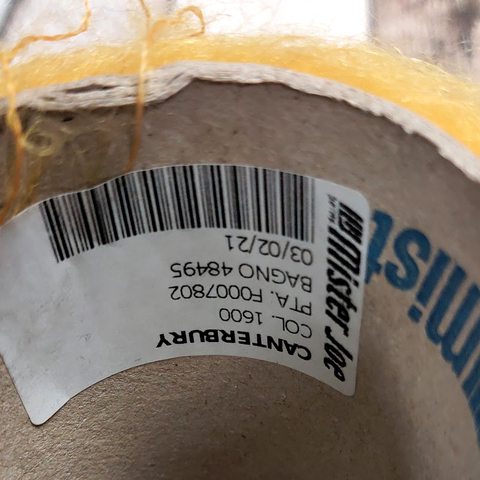 Mister Joe
CANTERBURY
COL. 1600
PTA. F0007802
BAGNO 48495
03/02/21